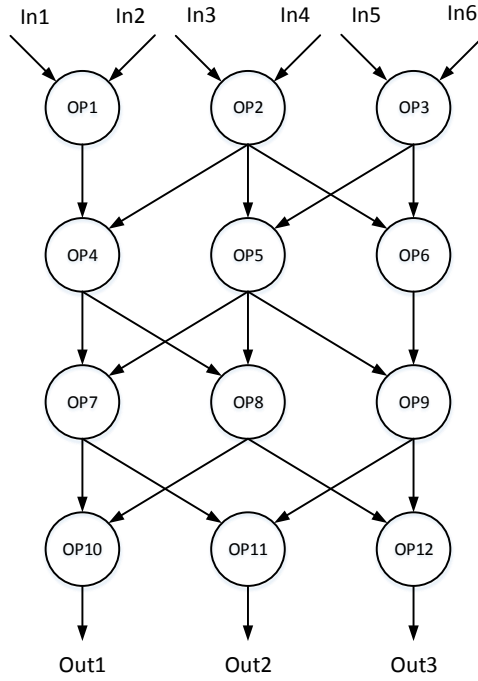 In1 In2 In3 In4 In5 In6
OP1 OP2 OP3
OP4 OP5 OP6
OP7 OP8 OP9
OP10 OP11 OP12
Out1 Out2 Out3